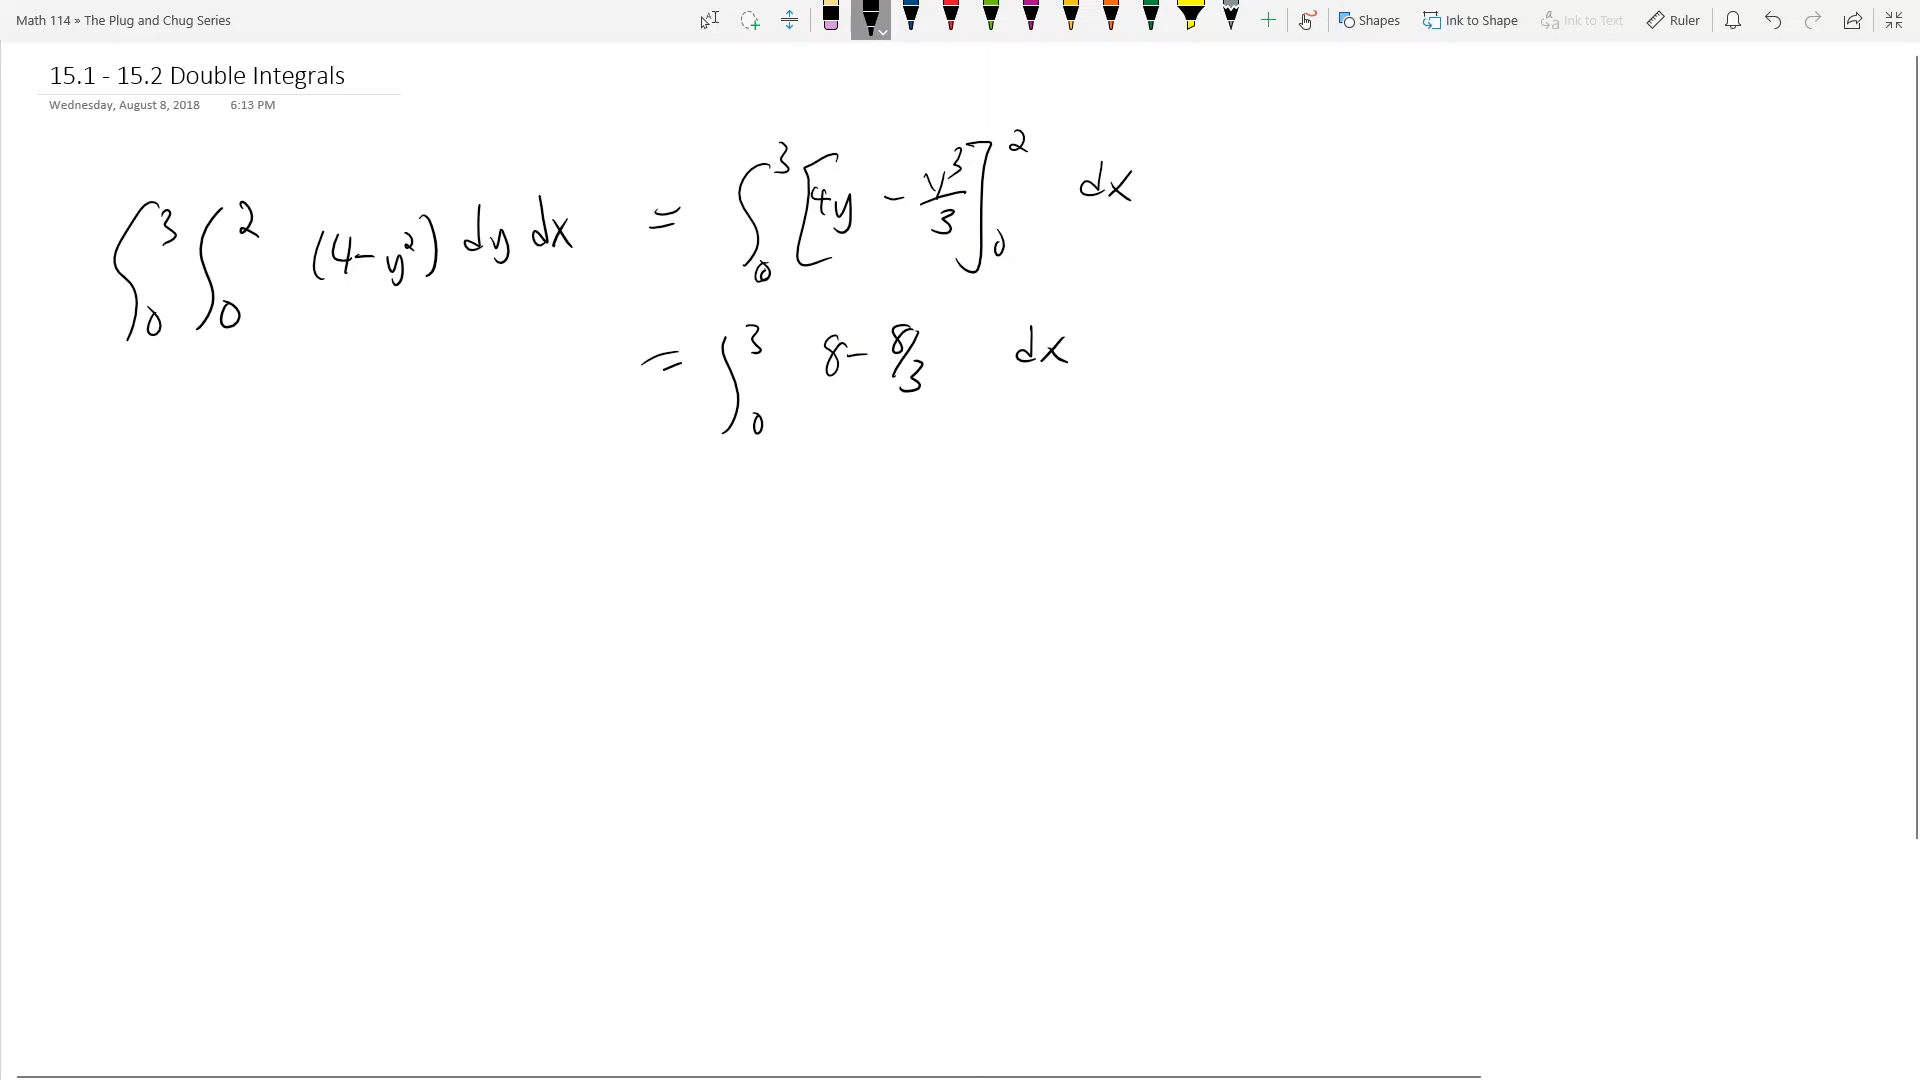 Math 114 » The Plug and Chug Series
Shapes Ink to Shape Ink to Text Ruler
15.1 - 15.2 Double Integrals
Wednesday, August 8, 2018 6:13 PM
∫₀³ ∫₀² (4-y²) dy dx = ∫₀³ [4y - y³/3]₀² dx
= ∫₀³ 8 - 8/3 dx